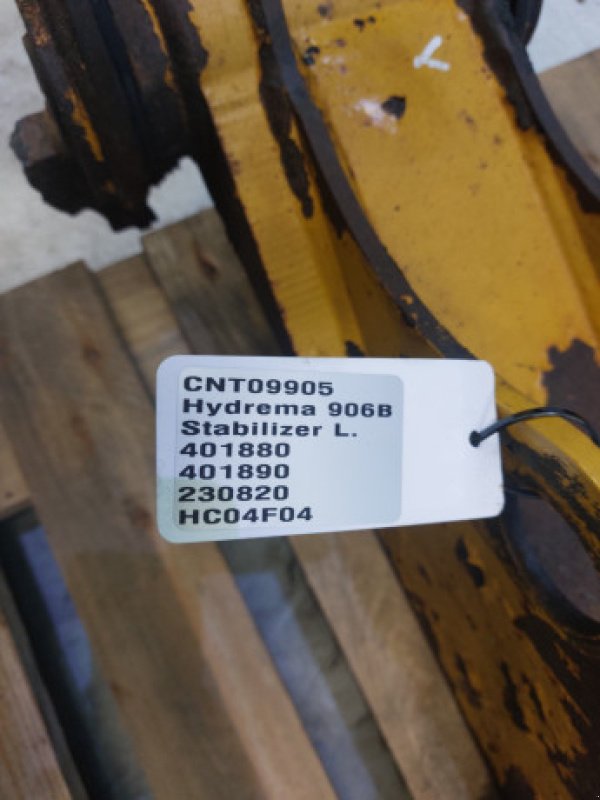 CNT09905
Hydrema 906B
Stabilizer L.
401880
401890
230820
HC04F04